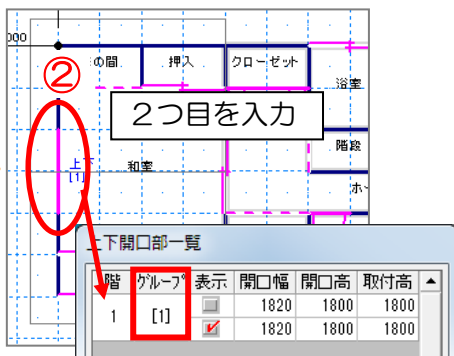 000
②
の間
押入
クローゼット
浴室
2つ目を入力
階段
上下
[1]
和室
ホ
上下開口部一覧
階 グループ 表示 開口幅 開口高 取付高
1 [1] 1820 1800 1800
1820 1800 1800